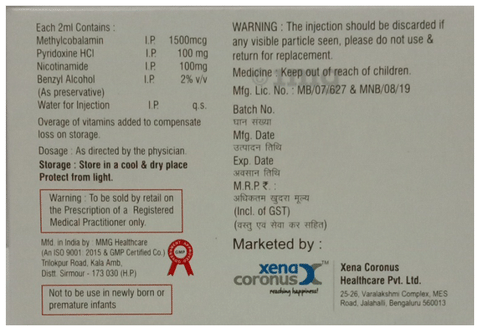 Each 2ml Contains :
Methylcobalamin I.P. 1500mcg
Pyridoxine HCl I.P. 100 mg
Nicotinamide I.P. 100mg
Benzyl Alcohol I.P. 2% v/v
(As preservative)
Water for Injection I.P. q.s.
Overage of vitamins added to compensate
loss on storage.
Dosage : As directed by the physician.
Storage : Store in a cool & dry place
Protect from light.
Warning : To be sold by retail on
the Prescription of a Registered
Medical Practitioner only.
Mfd. in India by : MMG Healthcare
(An ISO 9001: 2015 & GMP Certified Co.)
Trilokpur Road, Kala Amb.
Distt. Sirmour - 173 030 (H.P.)
GMP
Not to be use in newly born or
premature infants
WARNING : The injection should be discarded if
any visible particle seen, please do not use &
return for replacement.
Medicine : Keep out of reach of children.
Mfg. Lic. No. : MB/07/627 & MNB/08/19
Batch No.
घान संख्या
Mfg. Date
उत्पादन तिथि
Exp. Date
अवसान तिथि
M.R.P. ₹ :
अधिकतम खुदरा मूल्य
(Incl. of GST)
(वस्तु एवं सेवा कर सहित)
Marketed by :
xena
coronus X™
reaching happiness!
Xena Coronus
Healthcare Pvt. Ltd.
25-26, Varalakshmi Complex, MES
Road, Jalahalli, Bengaluru 560013